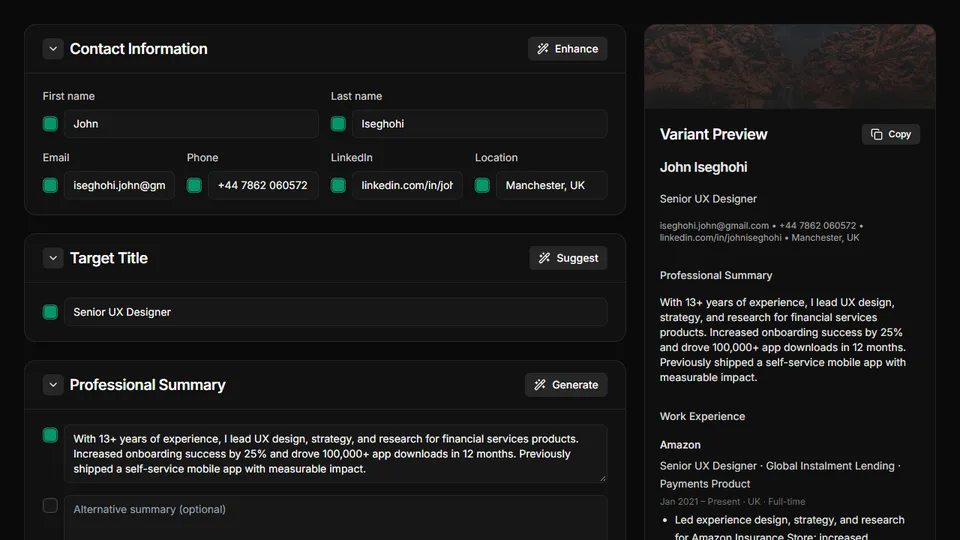 Contact Information
Enhance
First name
Last name
John
Iseghohi
Email
Phone
LinkedIn
Location
iseghohi.john@gm
+44 7862 060572
linkedin.com/in/joh
Manchester, UK
Target Title
Suggest
Senior UX Designer
Professional Summary
Generate
With 13+ years of experience, I lead UX design, strategy, and research for financial services products.
Increased onboarding success by 25% and drove 100,000+ app downloads in 12 months. Previously
shipped a self-service mobile app with measurable impact.
Alternative summary (optional)
Variant Preview
Copy
John Iseghohi
Senior UX Designer
iseghohi.john@gmail.com • +44 7862 060572 •
linkedin.com/in/johniseghohi • Manchester, UK
Professional Summary
With 13+ years of experience, I lead UX design,
strategy, and research for financial services
products. Increased onboarding success by 25%
and drove 100,000+ app downloads in 12 months.
Previously shipped a self-service mobile app with
measurable impact.
Work Experience
Amazon
Senior UX Designer · Global Instalment Lending ·
Payments Product
Jan 2021 – Present · UK · Full-time
• Led experience design, strategy, and research
for Amazon Insurance Store; increased